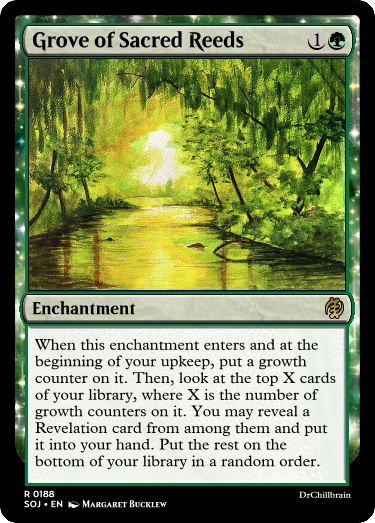 Grove of Sacred Reeds 1
Enchantment
When this enchantment enters and at the
beginning of your upkeep, put a growth
counter on it. Then, look at the top X cards
of your library, where X is the number of
growth counters on it. You may reveal a
Revelation card from among them and put
it into your hand. Put the rest on the
bottom of your library in a random order.
R 0188
SOJ • EN Margaret Bucklew
DrChillbrain